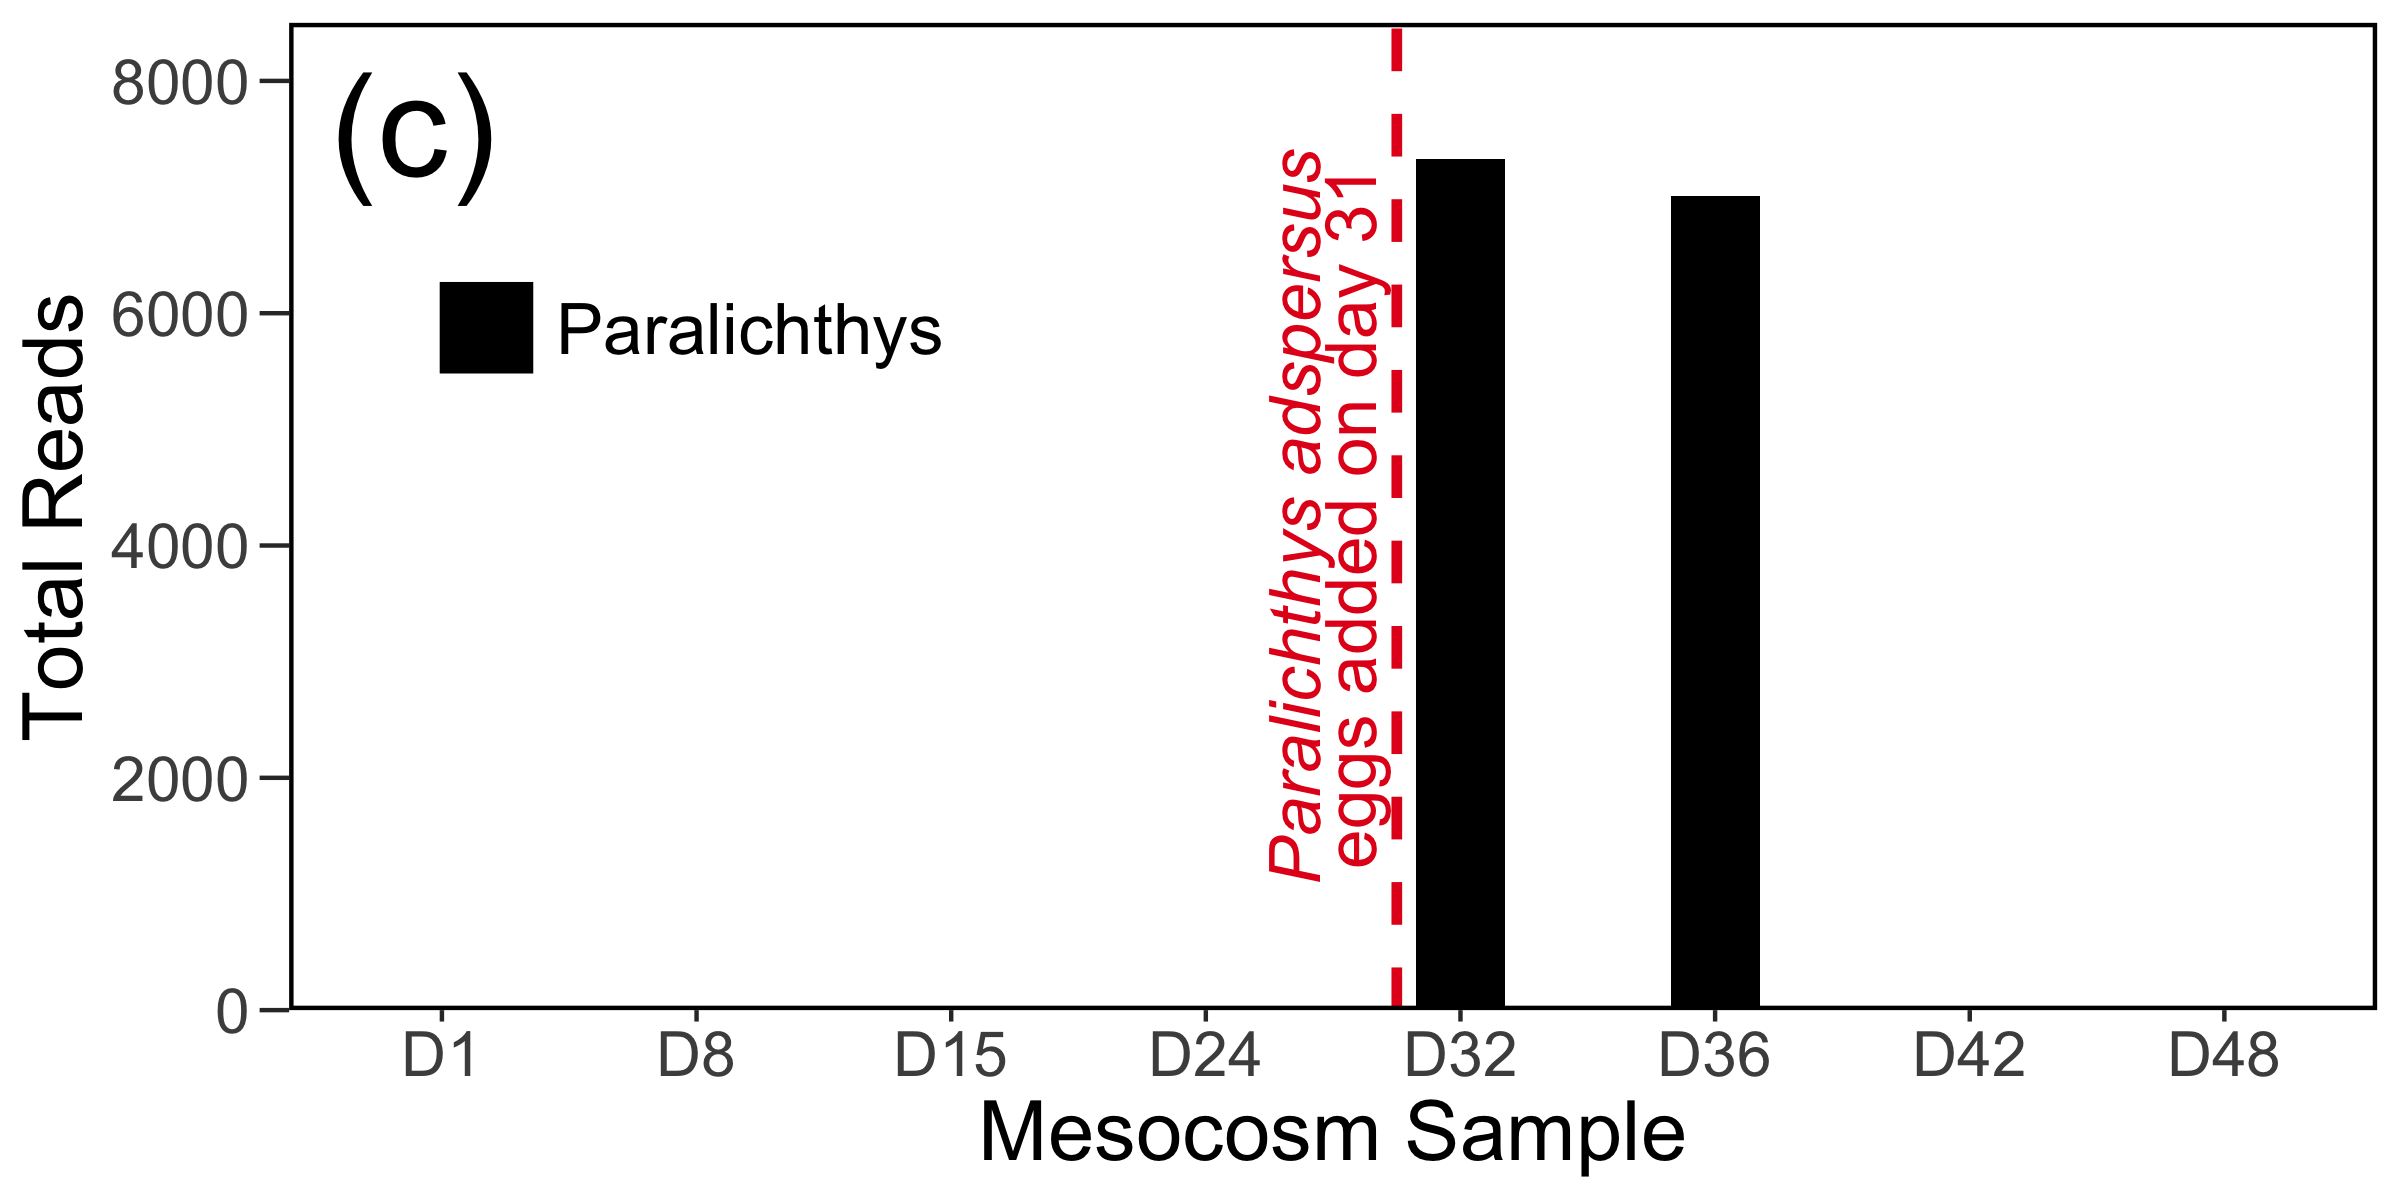 (c)
Total Reads
8000
6000
4000
2000
0
Paralichthys
Paralichthys adspersus
eggs added on day 31
D1 D8 D15 D24 D32 D36 D42 D48
Mesocosm Sample